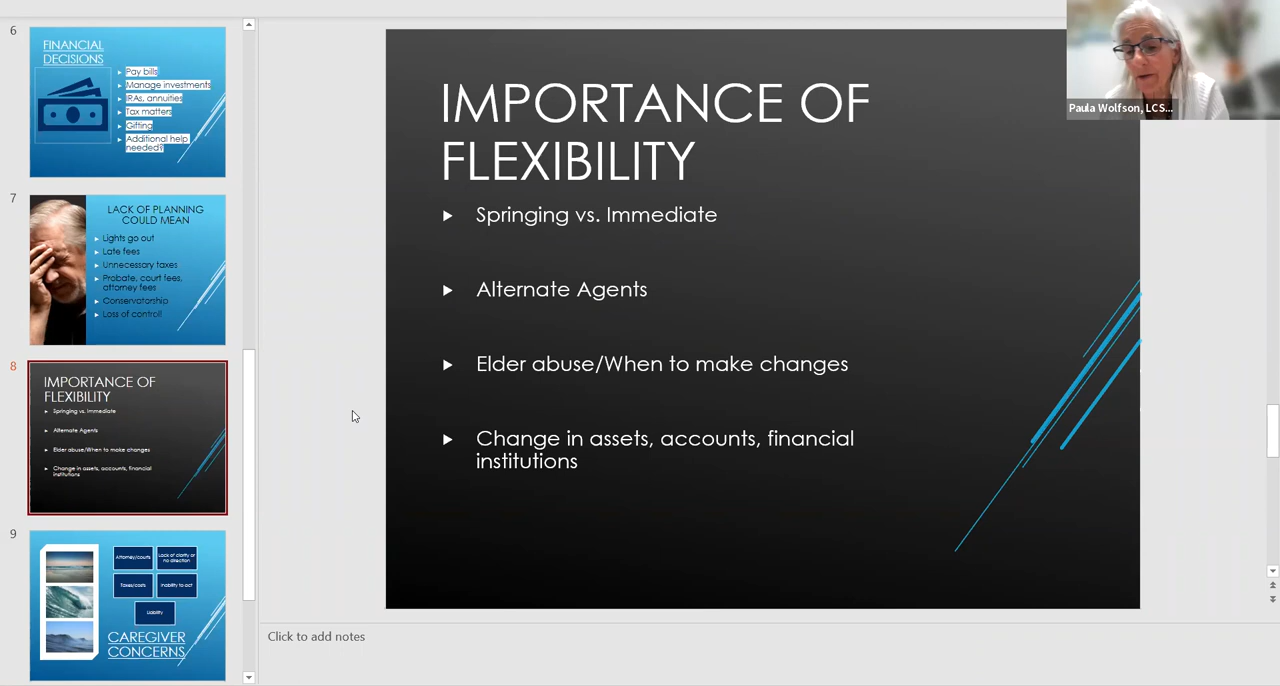 6
FINANCIAL
DECISIONS
Pay bills
Manage investments
IRAs, annuities
Tax matters
Gifting
Additional help
needed?
7
LACK OF PLANNING
COULD MEAN
Lights go out
Late fees
Unnecessary taxes
Probate, court fees,
attorney fees
Conservatorship
Loss of control!
8
IMPORTANCE OF
FLEXIBILITY
Springing vs. Immediate
Alternate Agents
Elder abuse/When to make changes
Change in assets, accounts, financial
institutions
9
Attorney/courts
Lack of clarity or
no direction
Taxes/costs
Inability to act
Liability
CAREGIVER
CONCERNS
IMPORTANCE OF
FLEXIBILITY
Springing vs. Immediate
Alternate Agents
Elder abuse/When to make changes
Change in assets, accounts, financial
institutions
Paula Wolfson, LCS...
Click to add notes